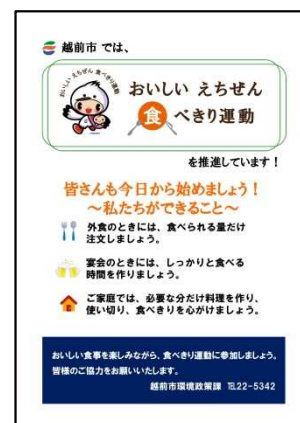 越前市 では、
おいしい えちぜん 食べきり運動
おいしい えちぜん
食べきり運動
を推進しています！
皆さんも今日から始めましょう！
～私たちができること～
外食のときには、食べられる量だけ
注文しましょう。
宴会のときには、しっかりと食べる
時間を作りましょう。
ご家庭では、必要な分だけ料理を作り、
使い切り、食べきりを心がけましょう。
おいしい食事を楽しみながら、食べきり運動に参加しましょう。
皆様のご協力をお願いいたします。
越前市環境政策課 ℡22-5342